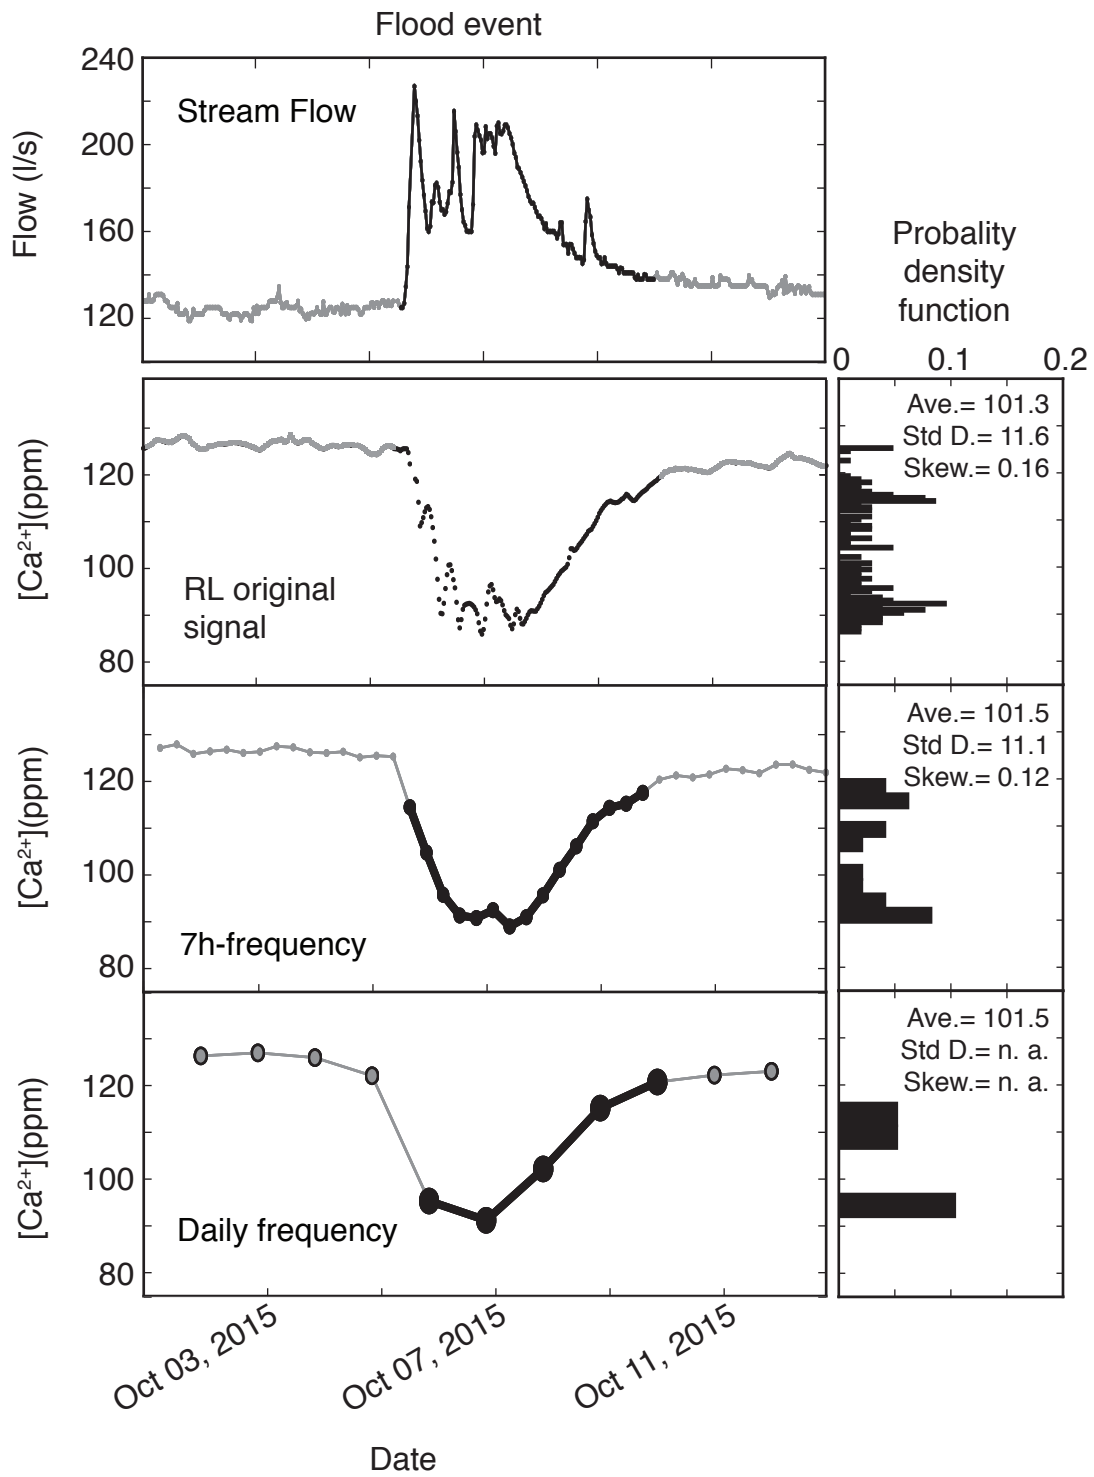 Flood event
240
200
160
120
Flow (l/s)
Stream Flow
Probality
density
function
0 0.1 0.2
120
100
80
[Ca²⁺](ppm)
RL original
signal
Ave.= 101.3
Std D.= 11.6
Skew.= 0.16
120
100
80
[Ca²⁺](ppm)
7h-frequency
Ave.= 101.5
Std D.= 11.1
Skew.= 0.12
120
100
80
[Ca²⁺](ppm)
Daily frequency
Ave.= 101.5
Std D.= n. a.
Skew.= n. a.
Oct 03, 2015
Oct 07, 2015
Oct 11, 2015
Date